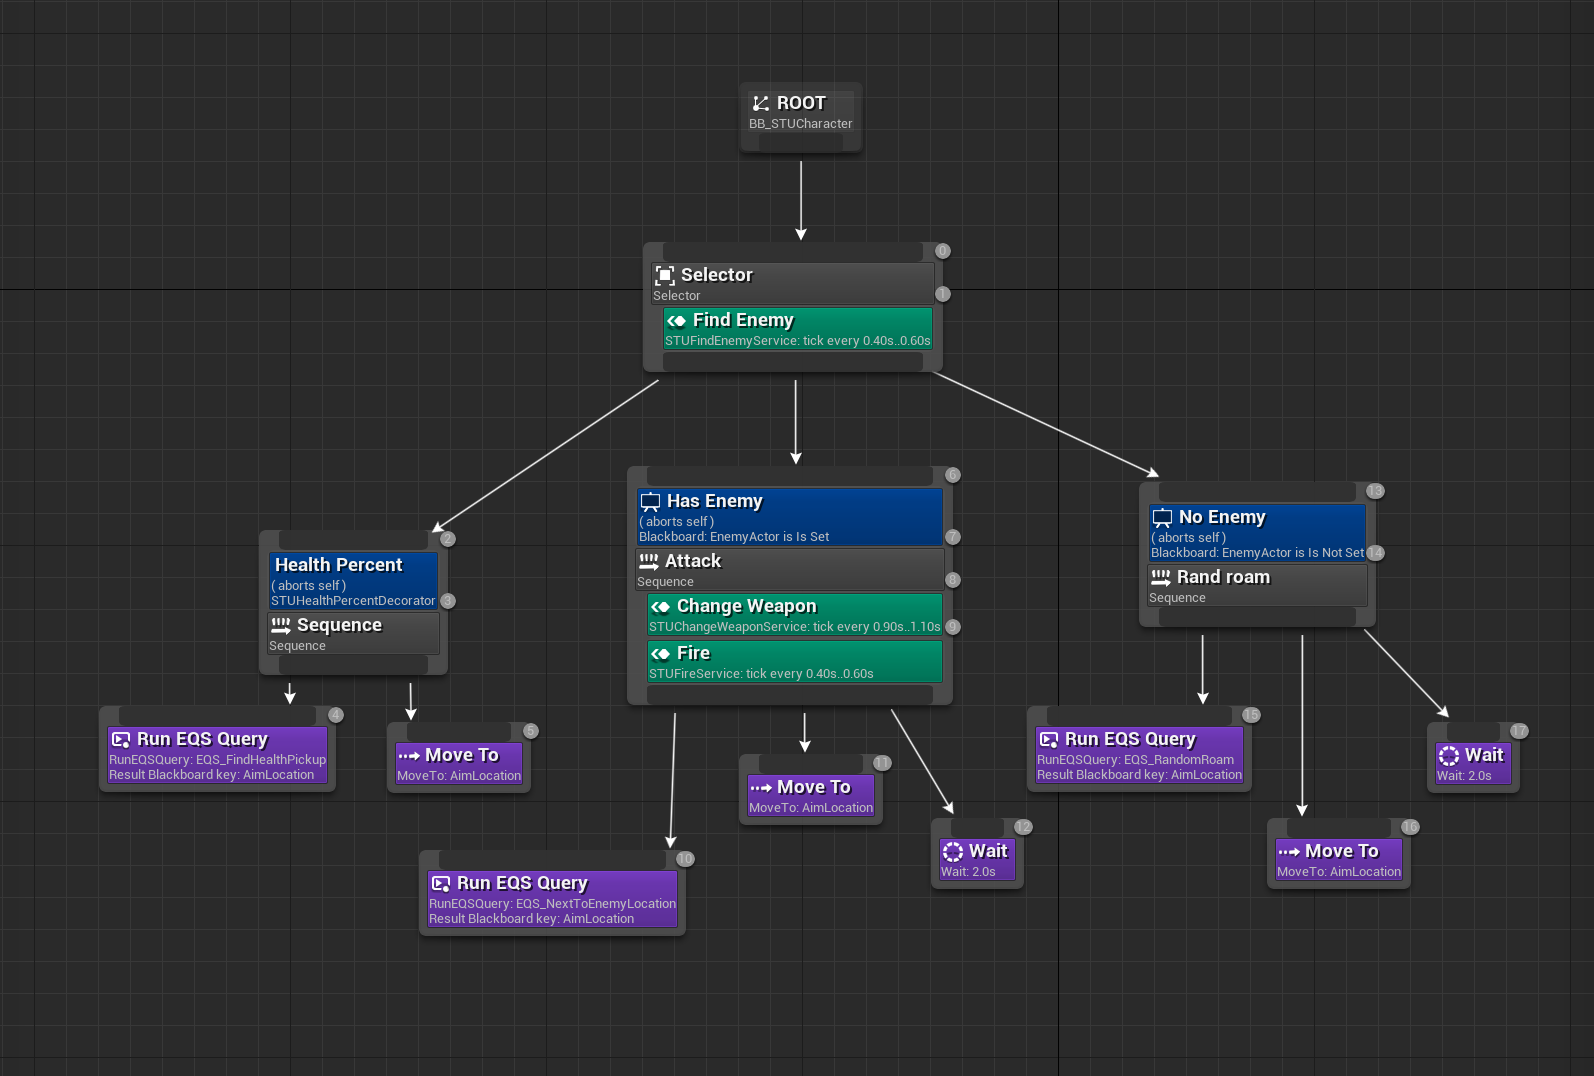 ROOT
BB_STUCharacter
0
Selector
Selector
1
Find Enemy
STUFindEnemyService: tick every 0.40s..0.60s
2
Health Percent
( aborts self )
STUHealthPercentDecorator
3
Sequence
Sequence
4
Run EQS Query
RunEQSQuery: EQS_FindHealthPickup
Result Blackboard key: AimLocation
5
Move To
MoveTo: AimLocation
6
Has Enemy
( aborts self )
Blackboard: EnemyActor is Is Set
7
Attack
Sequence
8
Change Weapon
STUChangeWeaponService: tick every 0.90s..1.10s
9
Fire
STUFireService: tick every 0.40s..0.60s
10
Run EQS Query
RunEQSQuery: EQS_NextToEnemyLocation
Result Blackboard key: AimLocation
11
Move To
MoveTo: AimLocation
12
Wait
Wait: 2.0s
13
No Enemy
( aborts self )
Blackboard: EnemyActor is Is Not Set
14
Rand roam
Sequence
15
Run EQS Query
RunEQSQuery: EQS_RandomRoam
Result Blackboard key: AimLocation
16
Move To
MoveTo: AimLocation
17
Wait
Wait: 2.0s